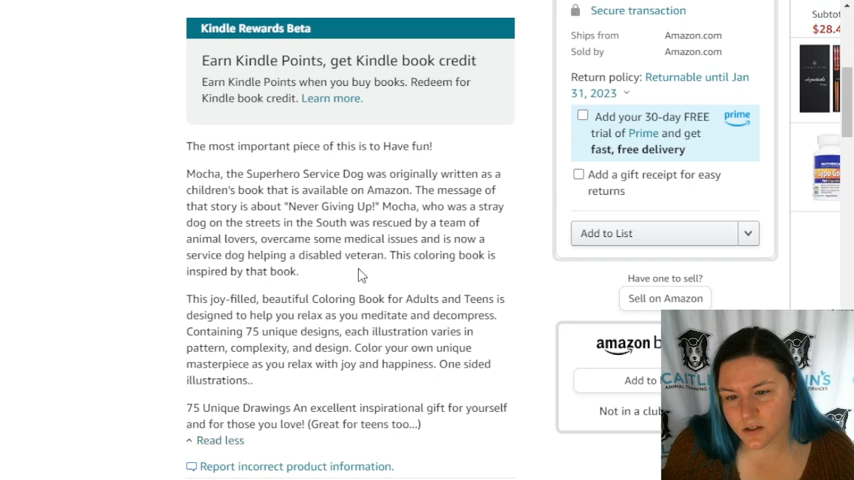 Kindle Rewards Beta
Earn Kindle Points, get Kindle book credit
Earn Kindle Points when you buy books. Redeem for
Kindle book credit. Learn more.
The most important piece of this is to Have fun!
Mocha, the Superhero Service Dog was originally written as a
children's book that is available on Amazon. The message of
that story is about "Never Giving Up!" Mocha, who was a stray
dog on the streets in the South was rescued by a team of
animal lovers, overcame some medical issues and is now a
service dog helping a disabled veteran. This coloring book is
inspired by that book.
This joy-filled, beautiful Coloring Book for Adults and Teens is
designed to help you relax as you meditate and decompress.
Containing 75 unique designs, each illustration varies in
pattern, complexity, and design. Color your own unique
masterpiece as you relax with joy and happiness. One sided
illustrations..
75 Unique Drawings An excellent inspirational gift for yourself
and for those you love! (Great for teens too...)
Read less
Report incorrect product information.
Secure transaction
Ships from Amazon.com
Sold by Amazon.com
Return policy: Returnable until Jan
31, 2023
Add your 30-day FREE
trial of Prime and get
fast, free delivery
prime
Add a gift receipt for easy
returns
Add to List
Have one to sell?
Sell on Amazon
amazon b
Add to
Not in a clu
Subtot
$28.4
CAITL
N'S